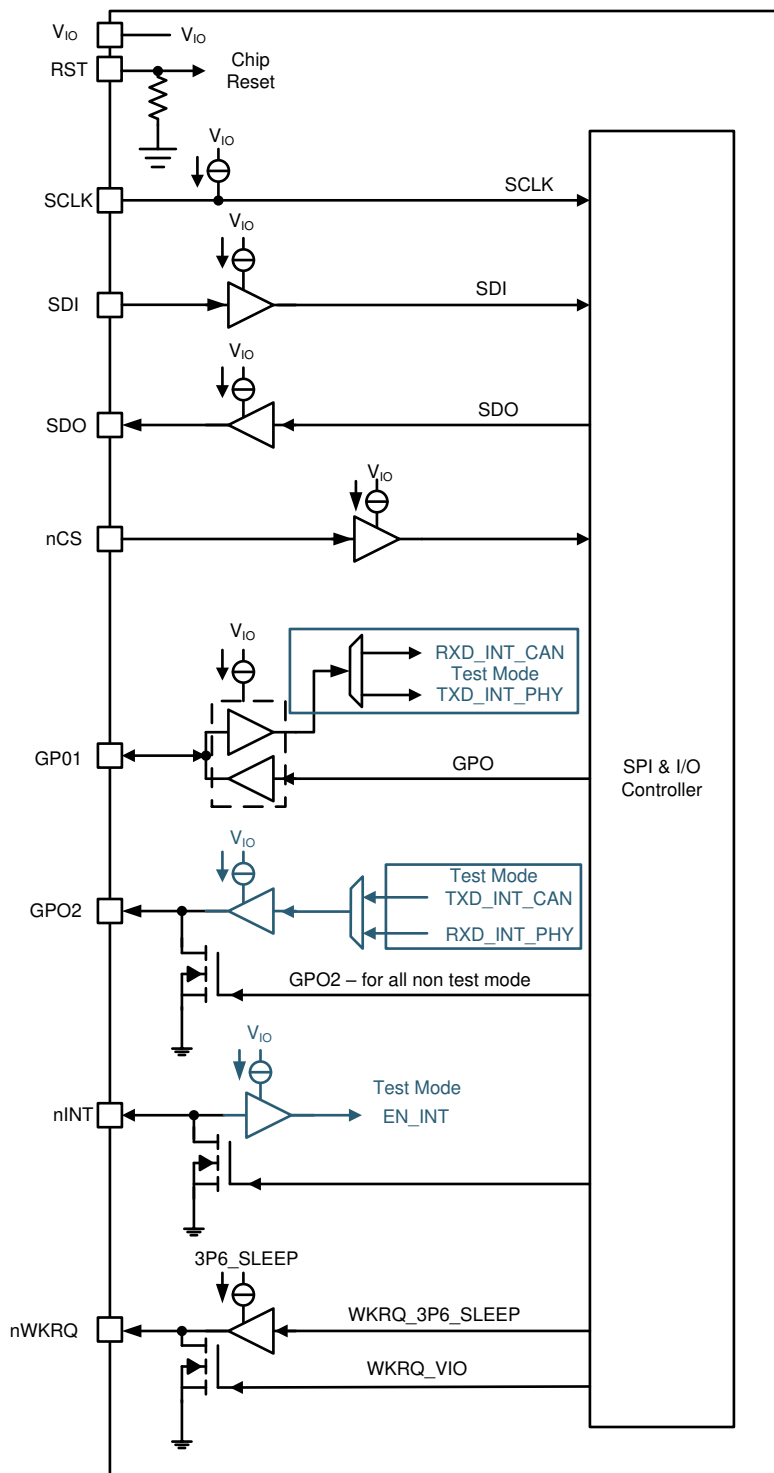 VIO
VIO
RST
Chip
Reset
VIO
SCLK
SCLK
VIO
SDI
SDI
VIO
SDO
SDO
VIO
nCS
VIO
RXD_INT_CAN
Test Mode
TXD_INT_PHY
GP01
GPO
SPI & I/O
Controller
VIO
Test Mode
TXD_INT_CAN
GPO2
RXD_INT_PHY
GPO2 – for all non test mode
VIO
Test Mode
nINT
EN_INT
3P6_SLEEP
WKRQ_3P6_SLEEP
nWKRQ
WKRQ_VIO